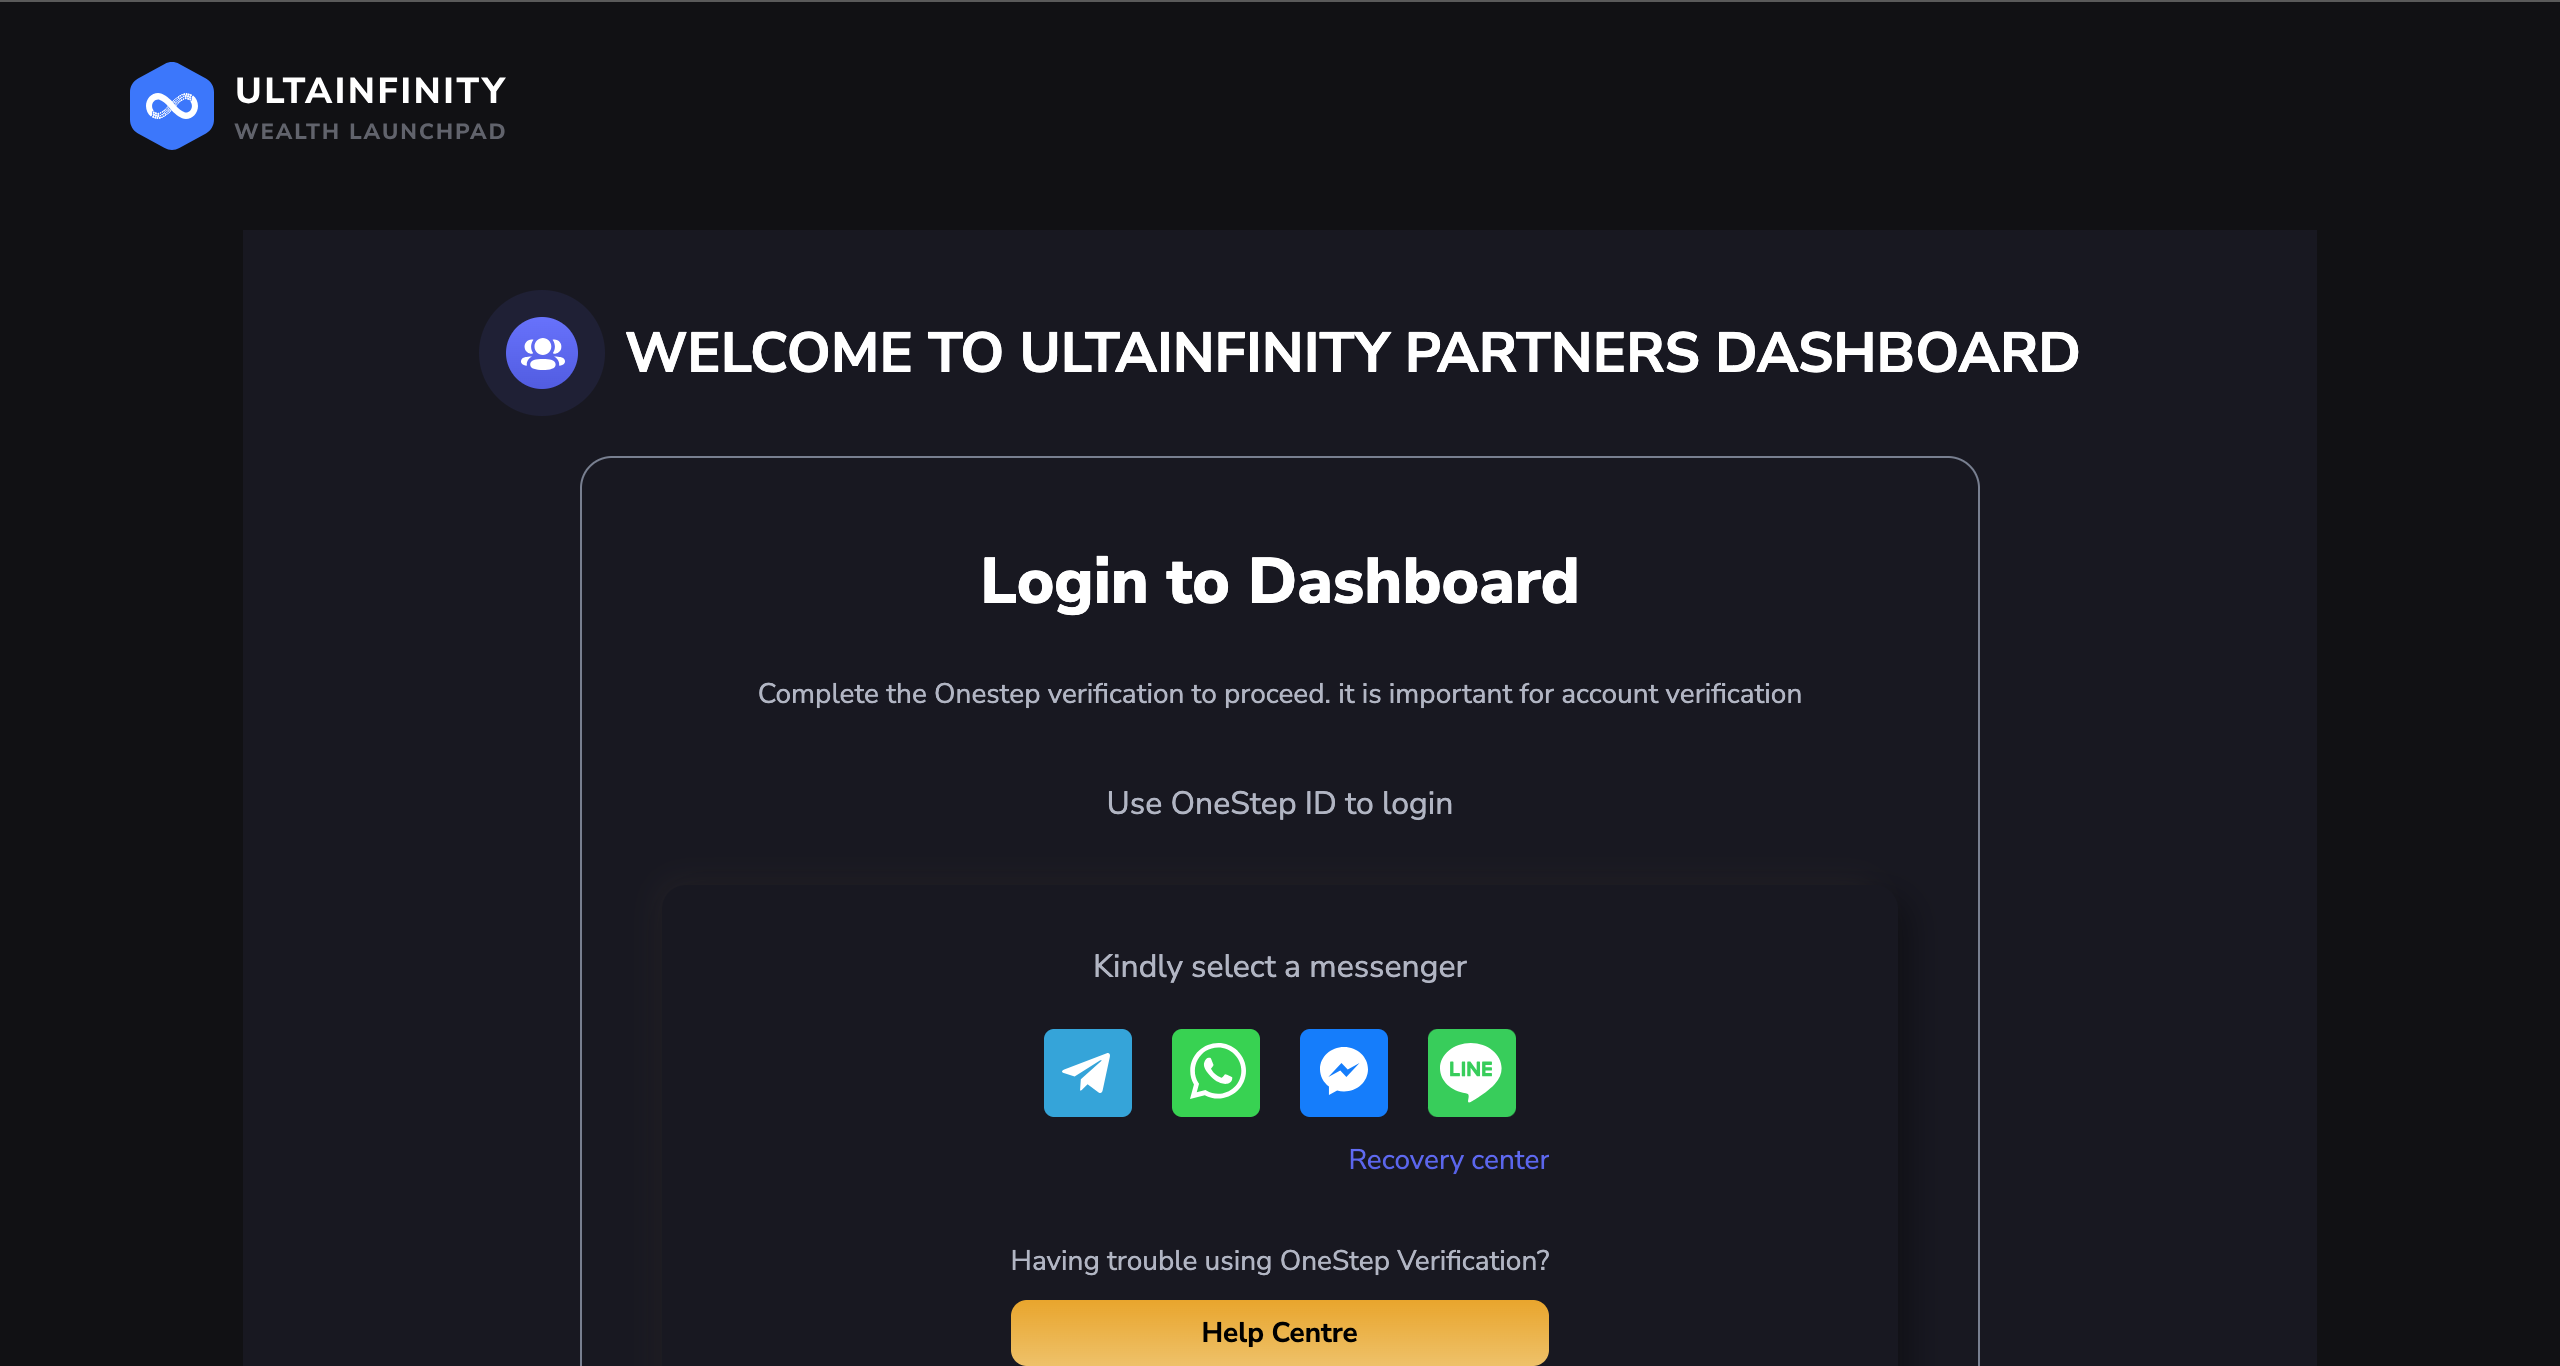 ULTAINFINITY
WEALTH LAUNCHPAD
WELCOME TO ULTAINFINITY PARTNERS DASHBOARD
Login to Dashboard
Complete the Onestep verification to proceed. it is important for account verification
Use OneStep ID to login
Kindly select a messenger
LINE
Recovery center
Having trouble using OneStep Verification?
Help Centre